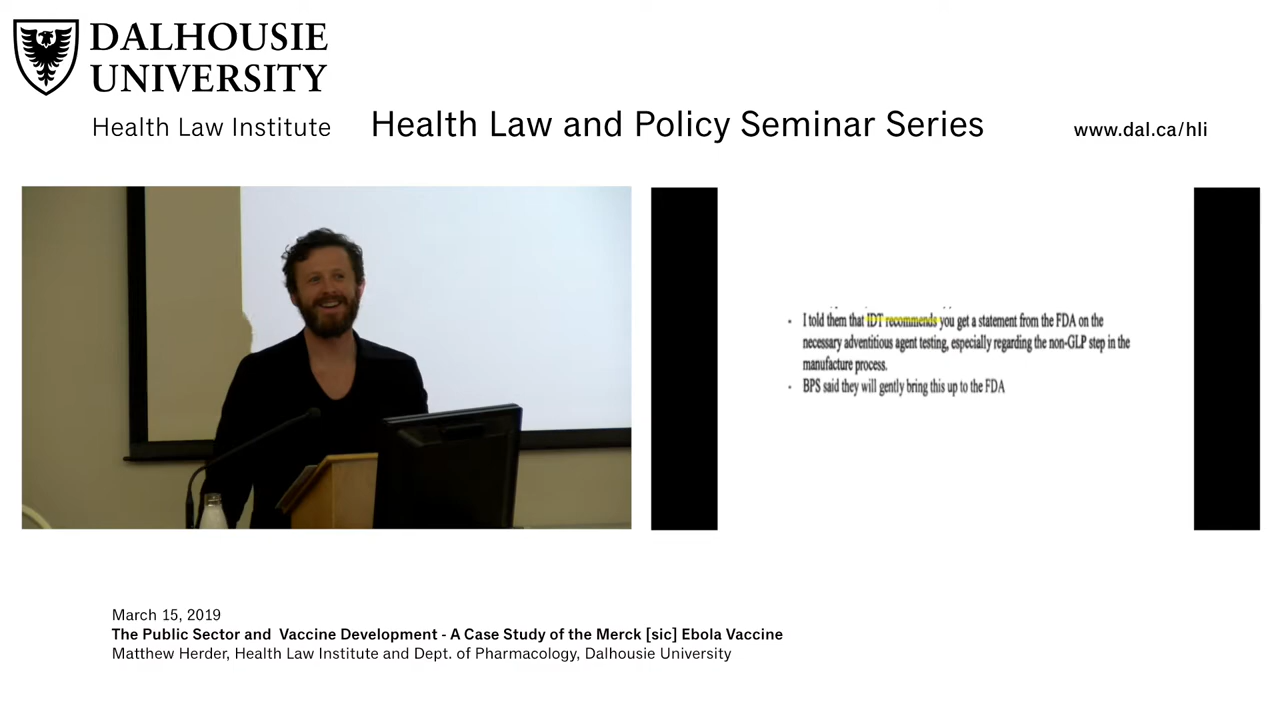 DALHOUSIE
UNIVERSITY
Health Law Institute
Health Law and Policy Seminar Series
www.dal.ca/hli
• I told them that IDT recommends you get a statement from the FDA on the
necessary adventitious agent testing, especially regarding the non-GLP step in the
manufacture process.
• BPS said they will gently bring this up to the FDA
March 15, 2019
The Public Sector and Vaccine Development - A Case Study of the Merck [sic] Ebola Vaccine
Matthew Herder, Health Law Institute and Dept. of Pharmacology, Dalhousie University